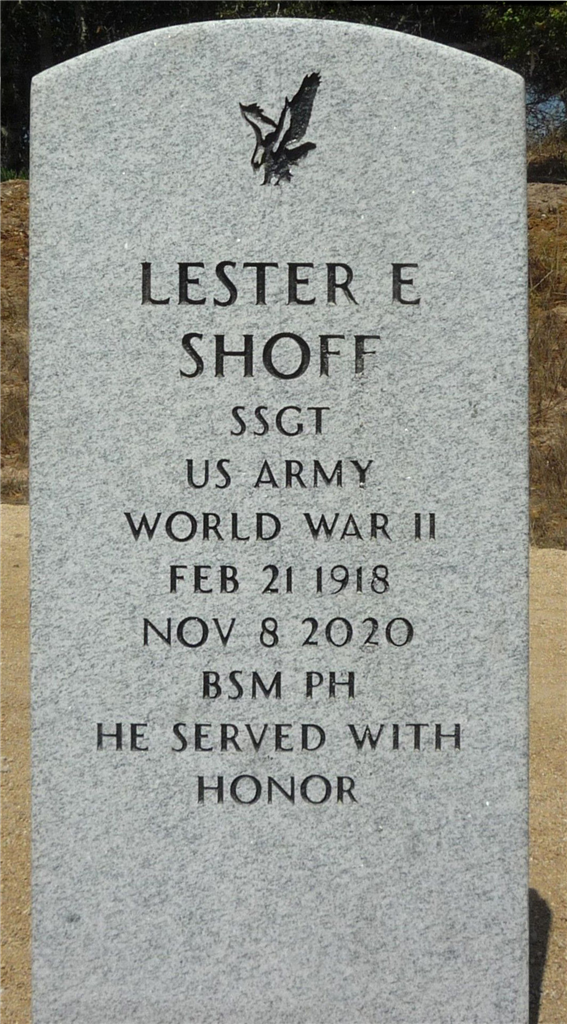 LESTER E
SHOFF
SSGT
US ARMY
WORLD WAR II
FEB 21 1918
NOV 8 2020
BSM PH
HE SERVED WITH
HONOR